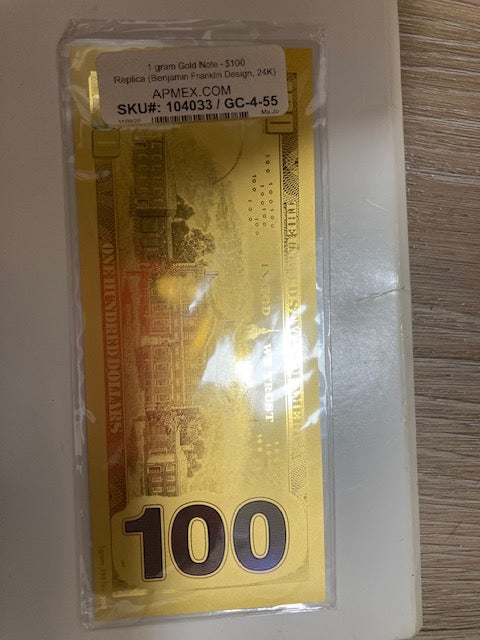 1 gram Gold Note - $100
Replica (Benjamin Franklin Design, 24K)
APMEX.COM
SKU#: 104033 / GC-4-55
ONE HUNDRED DOLLARS
IN GOD WE TRUST
100